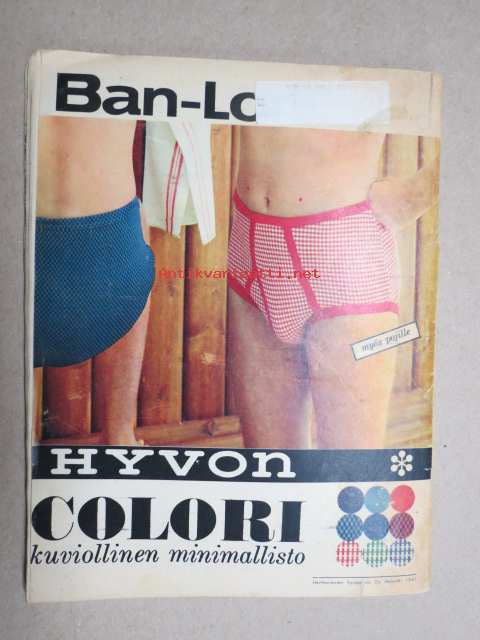 Ban-Lo
Antikvariaatti.net
myös pojille
HYVON
COLORI
kuviollinen minimallisto